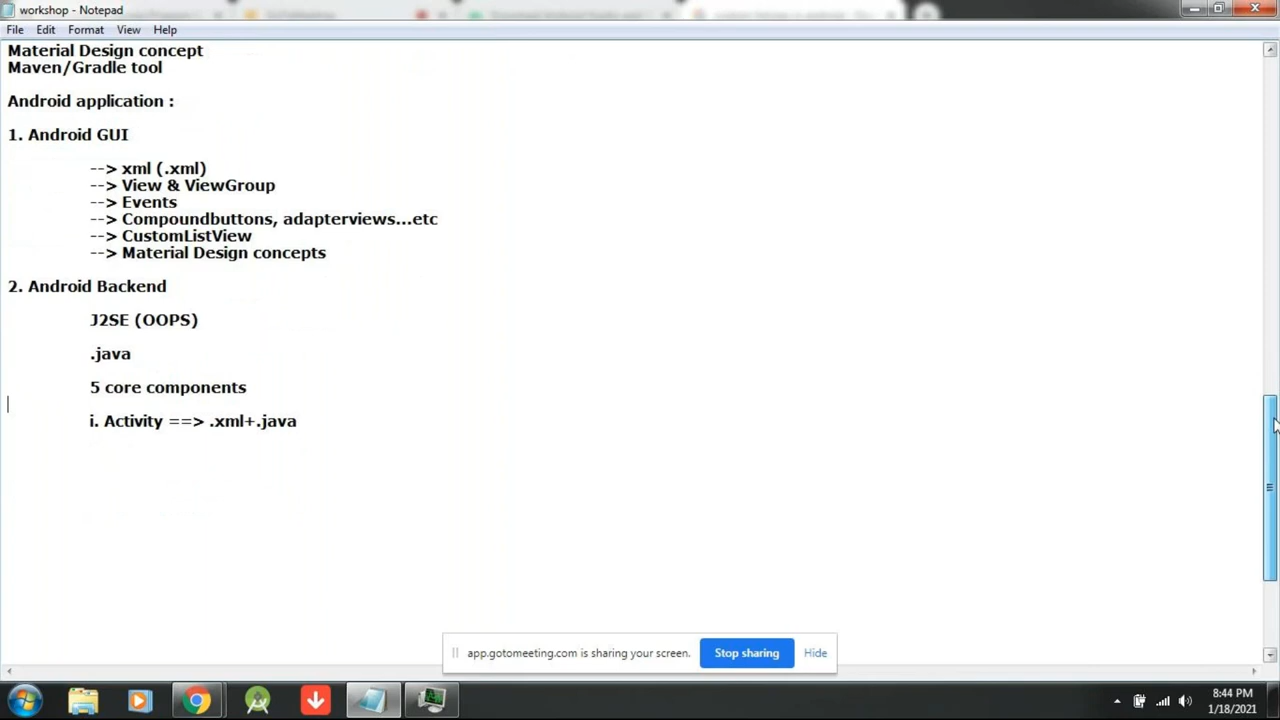 workshop - Notepad
File Edit Format View Help
Material Design concept
Maven/Gradle tool
Android application :
1. Android GUI
--> xml (.xml)
--> View & ViewGroup
--> Events
--> Compoundbuttons, adapterviews...etc
--> CustomListView
--> Material Design concepts
2. Android Backend
J2SE (OOPS)
.java
5 core components
i. Activity ==> .xml+.java
app.gotomeeting.com is sharing your screen. Stop sharing Hide
8:44 PM
1/18/2021